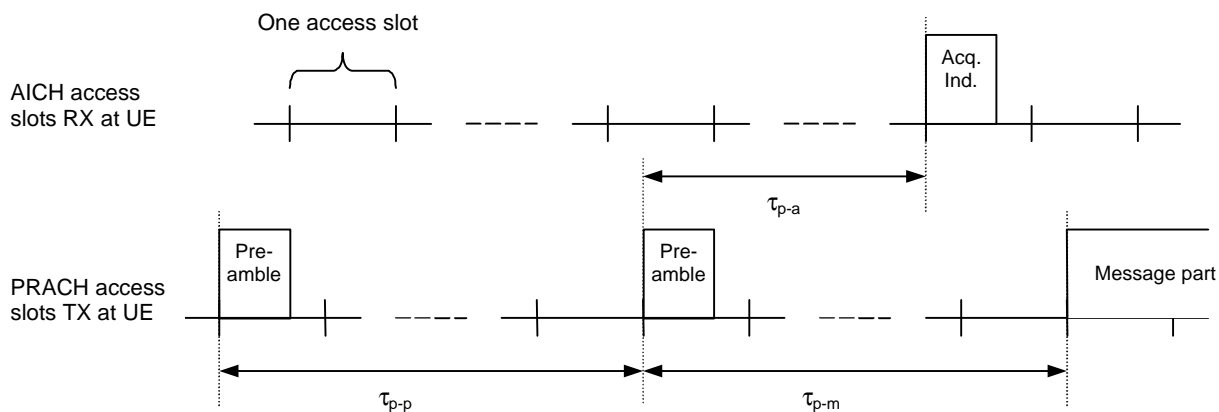 One access slot
AICH access
slots RX at UE
Acq.
Ind.
τp-a
Pre-
amble
Pre-
amble
Message part
PRACH access
slots TX at UE
τp-p
τp-m